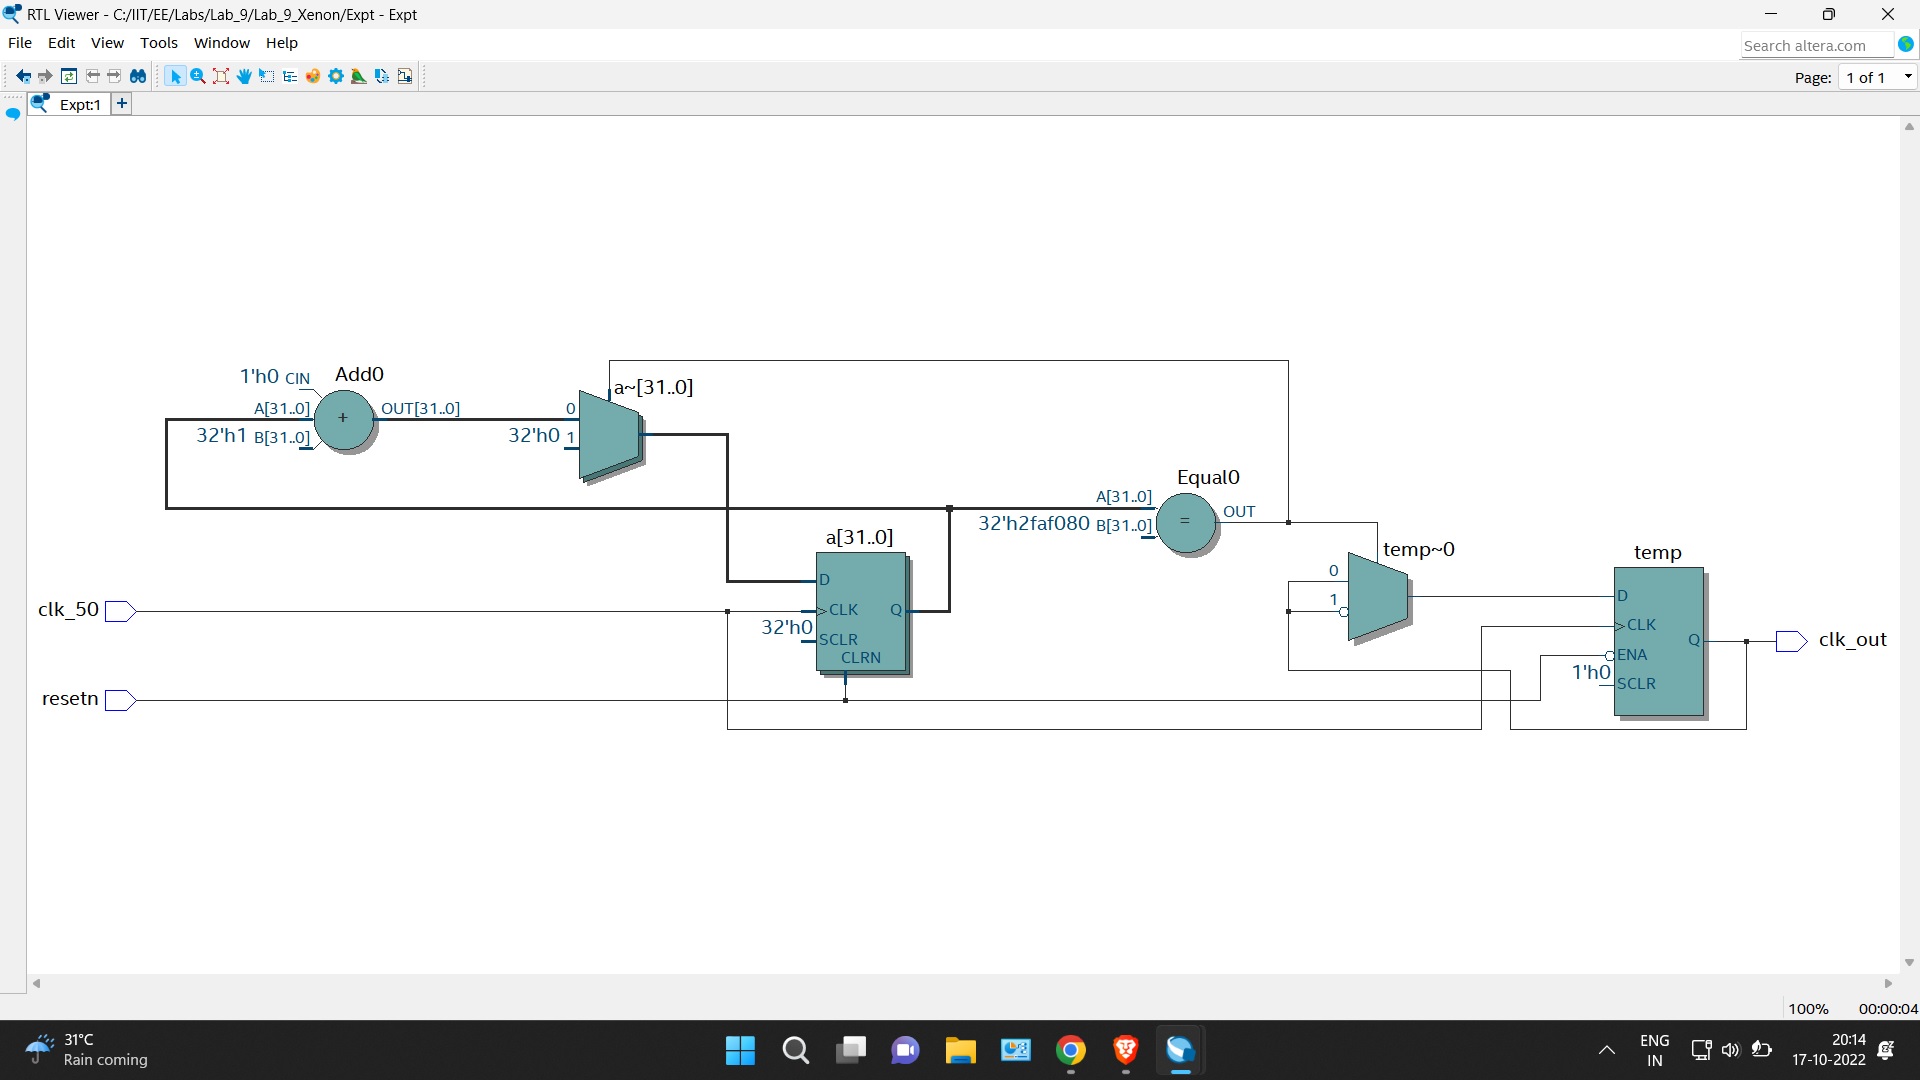 RTL Viewer - C:/IIT/EE/Labs/Lab_9/Lab_9_Xenon/Expt - Expt
File Edit View Tools Window Help
Search altera.com
Page: 1 of 1
Expt:1
1'h0 CIN
Add0
A[31..0]
OUT[31..0]
32'h1 B[31..0]
+
a~[31..0]
0
32'h0 1
Equal0
A[31..0]
OUT
32'h2faf080 B[31..0]
=
a[31..0]
D
clk_50
CLK Q
32'h0
SCLR
CLRN
temp~0
0
1
temp
D
CLK
Q
clk_out
ENA
1'h0
SCLR
resetn
100% 00:00:04
31°C
Rain coming
ENG
IN
20:14
17-10-2022